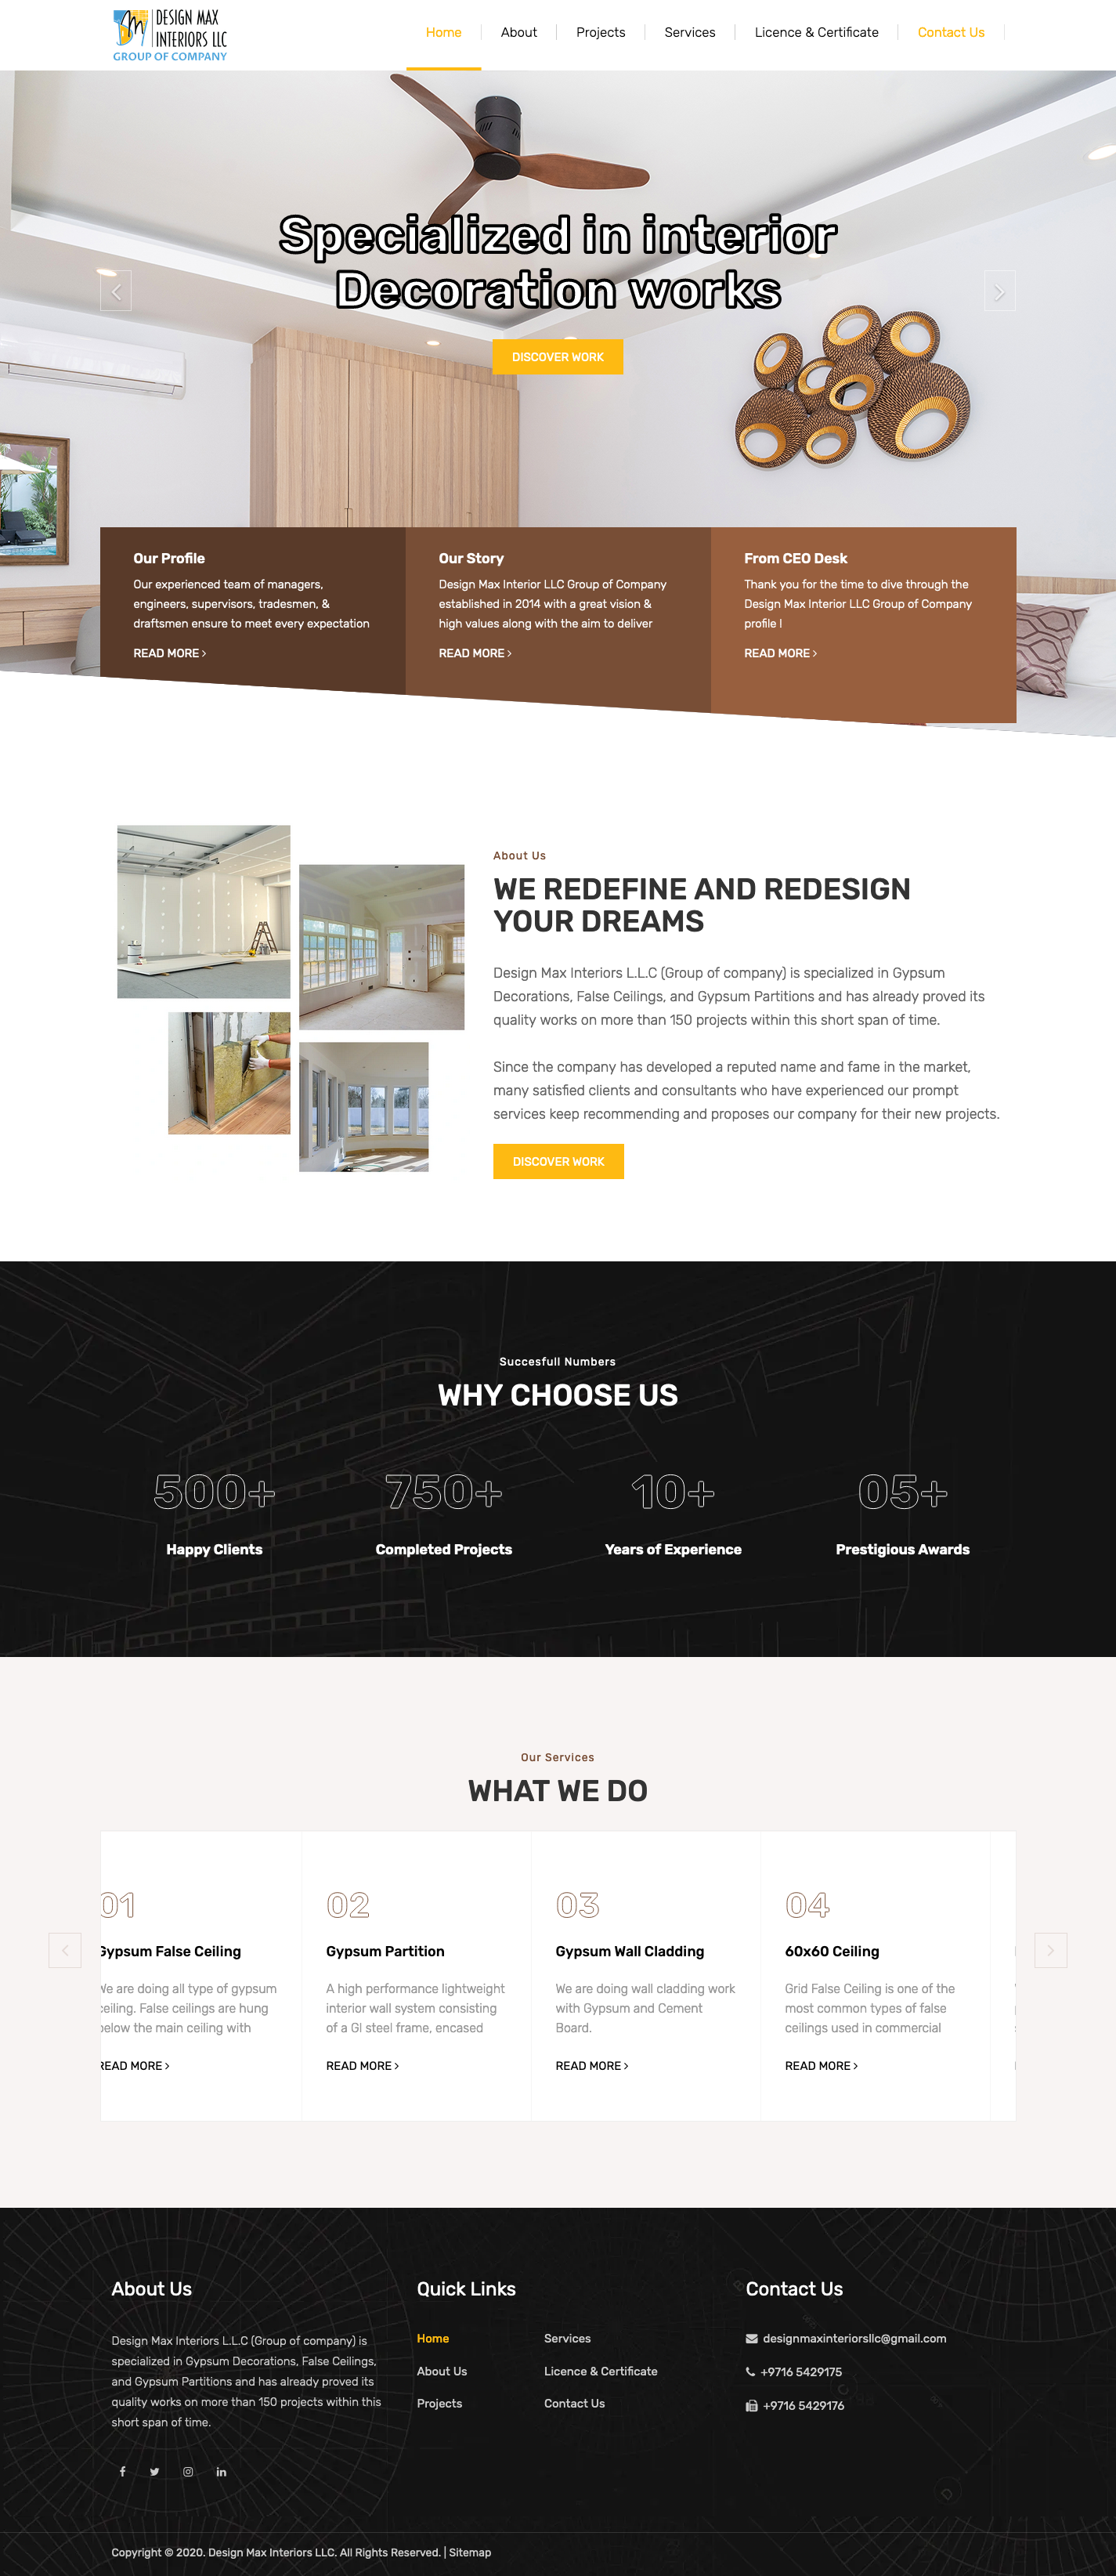 DESIGN MAX
INTERIORS LLC
GROUP OF COMPANY
Home
About
Projects
Services
Licence & Certificate
Contact Us
Specialized in interior
Decoration works
DISCOVER WORK
Our Profile
Our experienced team of managers,
engineers, supervisors, tradesmen, &
draftsmen ensure to meet every expectation
READ MORE
Our Story
Design Max Interior LLC Group of Company
established in 2014 with a great vision &
high values along with the aim to deliver
READ MORE
From CEO Desk
Thank you for the time to dive through the
Design Max Interior LLC Group of Company
profile !
READ MORE
About Us
WE REDEFINE AND REDESIGN
YOUR DREAMS
Design Max Interiors L.L.C (Group of company) is specialized in Gypsum
Decorations, False Ceilings, and Gypsum Partitions and has already proved its
quality works on more than 150 projects within this short span of time.
Since the company has developed a reputed name and fame in the market,
many satisfied clients and consultants who have experienced our prompt
services keep recommending and proposes our company for their new projects.
DISCOVER WORK
Succesfull Numbers
WHY CHOOSE US
500+
Happy Clients
750+
Completed Projects
10+
Years of Experience
05+
Prestigious Awards
Our Services
WHAT WE DO
01
Gypsum False Ceiling
We are doing all type of gypsum
ceiling. False ceilings are hung
below the main ceiling with
READ MORE
02
Gypsum Partition
A high performance lightweight
interior wall system consisting
of a GI steel frame, encased
READ MORE
03
Gypsum Wall Cladding
We are doing wall cladding work
with Gypsum and Cement
Board.
READ MORE
04
60x60 Ceiling
Grid False Ceiling is one of the
most common types of false
ceilings used in commercial
READ MORE
About Us
Design Max Interiors L.L.C (Group of company) is
specialized in Gypsum Decorations, False Ceilings,
and Gypsum Partitions and has already proved its
quality works on more than 150 projects within this
short span of time.
Quick Links
Home
About Us
Projects
Services
Licence & Certificate
Contact Us
Contact Us
designmaxinteriorsllc@gmail.com
+9716 5429175
+9716 5429176
Copyright © 2020. Design Max Interiors LLC. All Rights Reserved. | Sitemap